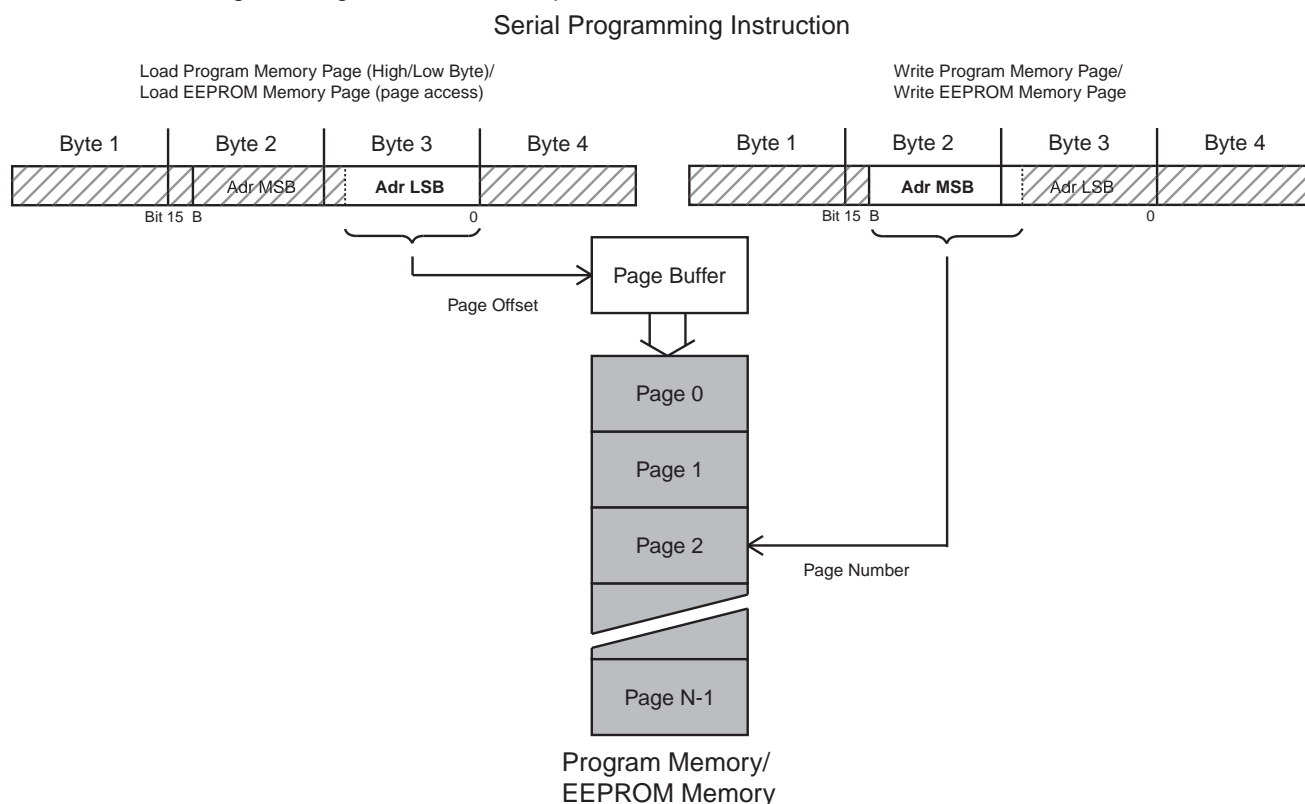 Serial Programming Instruction
Load Program Memory Page (High/Low Byte)/
Load EEPROM Memory Page (page access)
Write Program Memory Page/
Write EEPROM Memory Page
Byte 1 Byte 2 Byte 3 Byte 4
Byte 1 Byte 2 Byte 3 Byte 4
Adr MSB Adr LSB
Adr MSB Adr LSB
Bit 15 B 0
Bit 15 B 0
Page Buffer
Page Offset
Page 0
Page 1
Page 2
Page Number
Page N-1
Program Memory/
EEPROM Memory